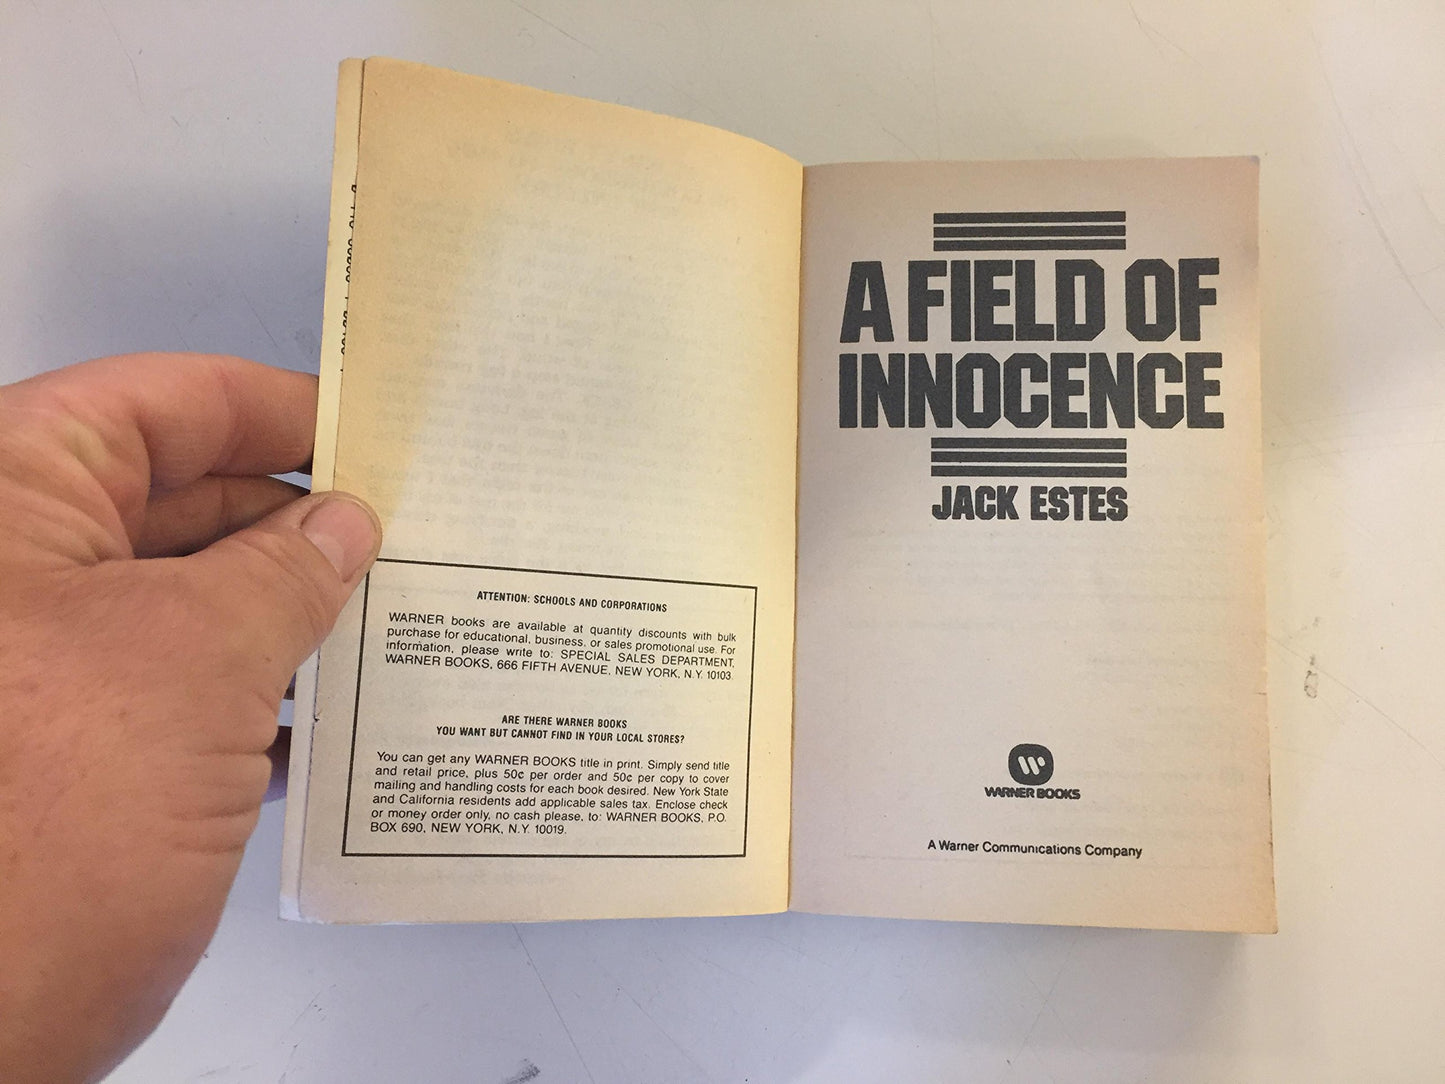 ATTENTION: SCHOOLS AND CORPORATIONS
WARNER books are available at quantity discounts with bulk
purchase for educational, business, or sales promotional use. For
information, please write to: SPECIAL SALES DEPARTMENT,
WARNER BOOKS, 666 FIFTH AVENUE, NEW YORK, N.Y. 10103.
ARE THERE WARNER BOOKS
YOU WANT BUT CANNOT FIND IN YOUR LOCAL STORES?
You can get any WARNER BOOKS title in print. Simply send title
and retail price, plus 50¢ per order and 50¢ per copy to cover
mailing and handling costs for each book desired. New York State
and California residents add applicable sales tax. Enclose check
or money order only, no cash please, to: WARNER BOOKS, P.O.
BOX 690, NEW YORK, N.Y. 10019.
A FIELD OF
INNOCENCE
JACK ESTES
WARNER BOOKS
A Warner Communications Company